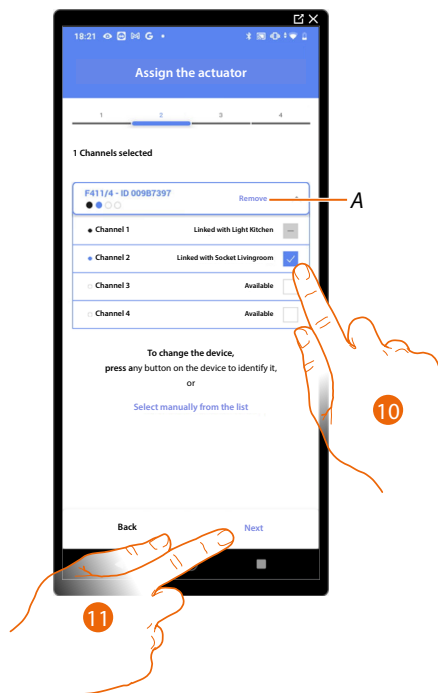 18:21 G
Assign the actuator
1 2 3 4
1 Channels selected
F411/4 - ID 009B7397
Remove
A
Channel 1 Linked with Light Kitchen
Channel 2 Linked with Socket Livingroom
Channel 3 Available
Channel 4 Available
To change the device,
press any button on the device to identify it,
or
Select manually from the list
10
Back Next
11